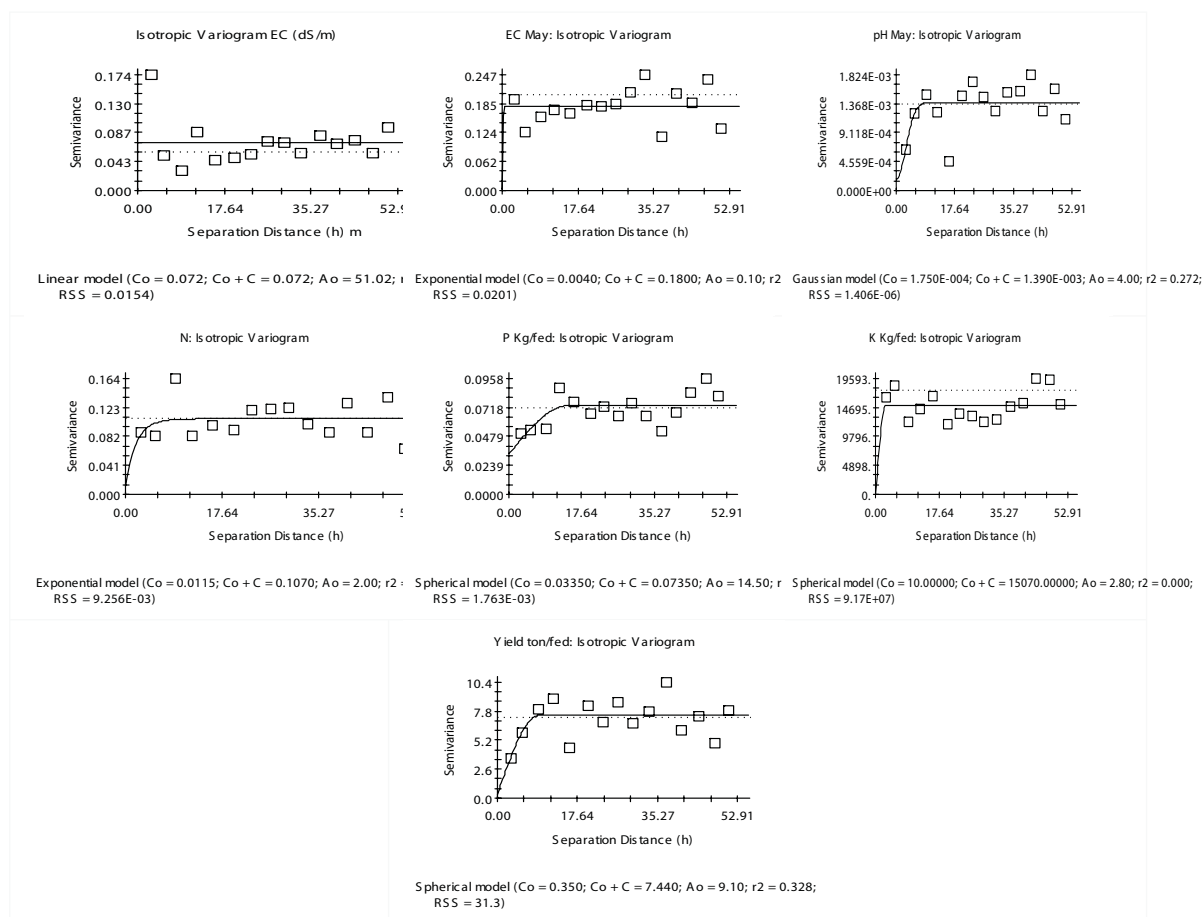 Isotropic Variogram EC (dS/m)
0.174
0.130
0.087
0.043
0.000
Semivariance
0.00 17.64 35.27 52.9
Separation Distance (h) m
Linear model (Co = 0.072; Co + C = 0.072; Ao = 51.02; r
RSS = 0.0154)
EC May: Isotropic Variogram
0.247
0.185
0.124
0.062
0.000
Semivariance
0.00 17.64 35.27 52.91
Separation Distance (h)
Exponential model (Co = 0.0040; Co + C = 0.1800; Ao = 0.10; r2
RSS = 0.0201)
pH May: Isotropic Variogram
1.824E-03
1.368E-03
9.118E-04
4.559E-04
0.000E+00
Semivariance
0.00 17.64 35.27 52.91
Separation Distance (h)
Gaussian model (Co = 1.750E-004; Co + C = 1.390E-003; Ao = 4.00; r2 = 0.272;
RSS = 1.406E-06)
N: Isotropic Variogram
0.164
0.123
0.082
0.041
0.000
Semivariance
0.00 17.64 35.27 5
Separation Distance (h)
Exponential model (Co = 0.0115; Co + C = 0.1070; Ao = 2.00; r2 =
RSS = 9.256E-03)
P Kg/fed: Isotropic Variogram
0.0958
0.0718
0.0479
0.0239
0.0000
Semivariance
0.00 17.64 35.27 52.91
Separation Distance (h)
Spherical model (Co = 0.03350; Co + C = 0.07350; Ao = 14.50; r
RSS = 1.763E-03)
K Kg/fed: Isotropic Variogram
19593.
14695.
9796.
4898.
0.
Semivariance
0.00 17.64 35.27 52.91
Separation Distance (h)
Spherical model (Co = 10.00000; Co + C = 15070.00000; Ao = 2.80; r2 = 0.000;
RSS = 9.17E+07)
Yield ton/fed: Isotropic Variogram
10.4
7.8
5.2
2.6
0.0
Semivariance
0.00 17.64 35.27 52.91
Separation Distance (h)
Spherical model (Co = 0.350; Co + C = 7.440; Ao = 9.10; r2 = 0.328;
RSS = 31.3)